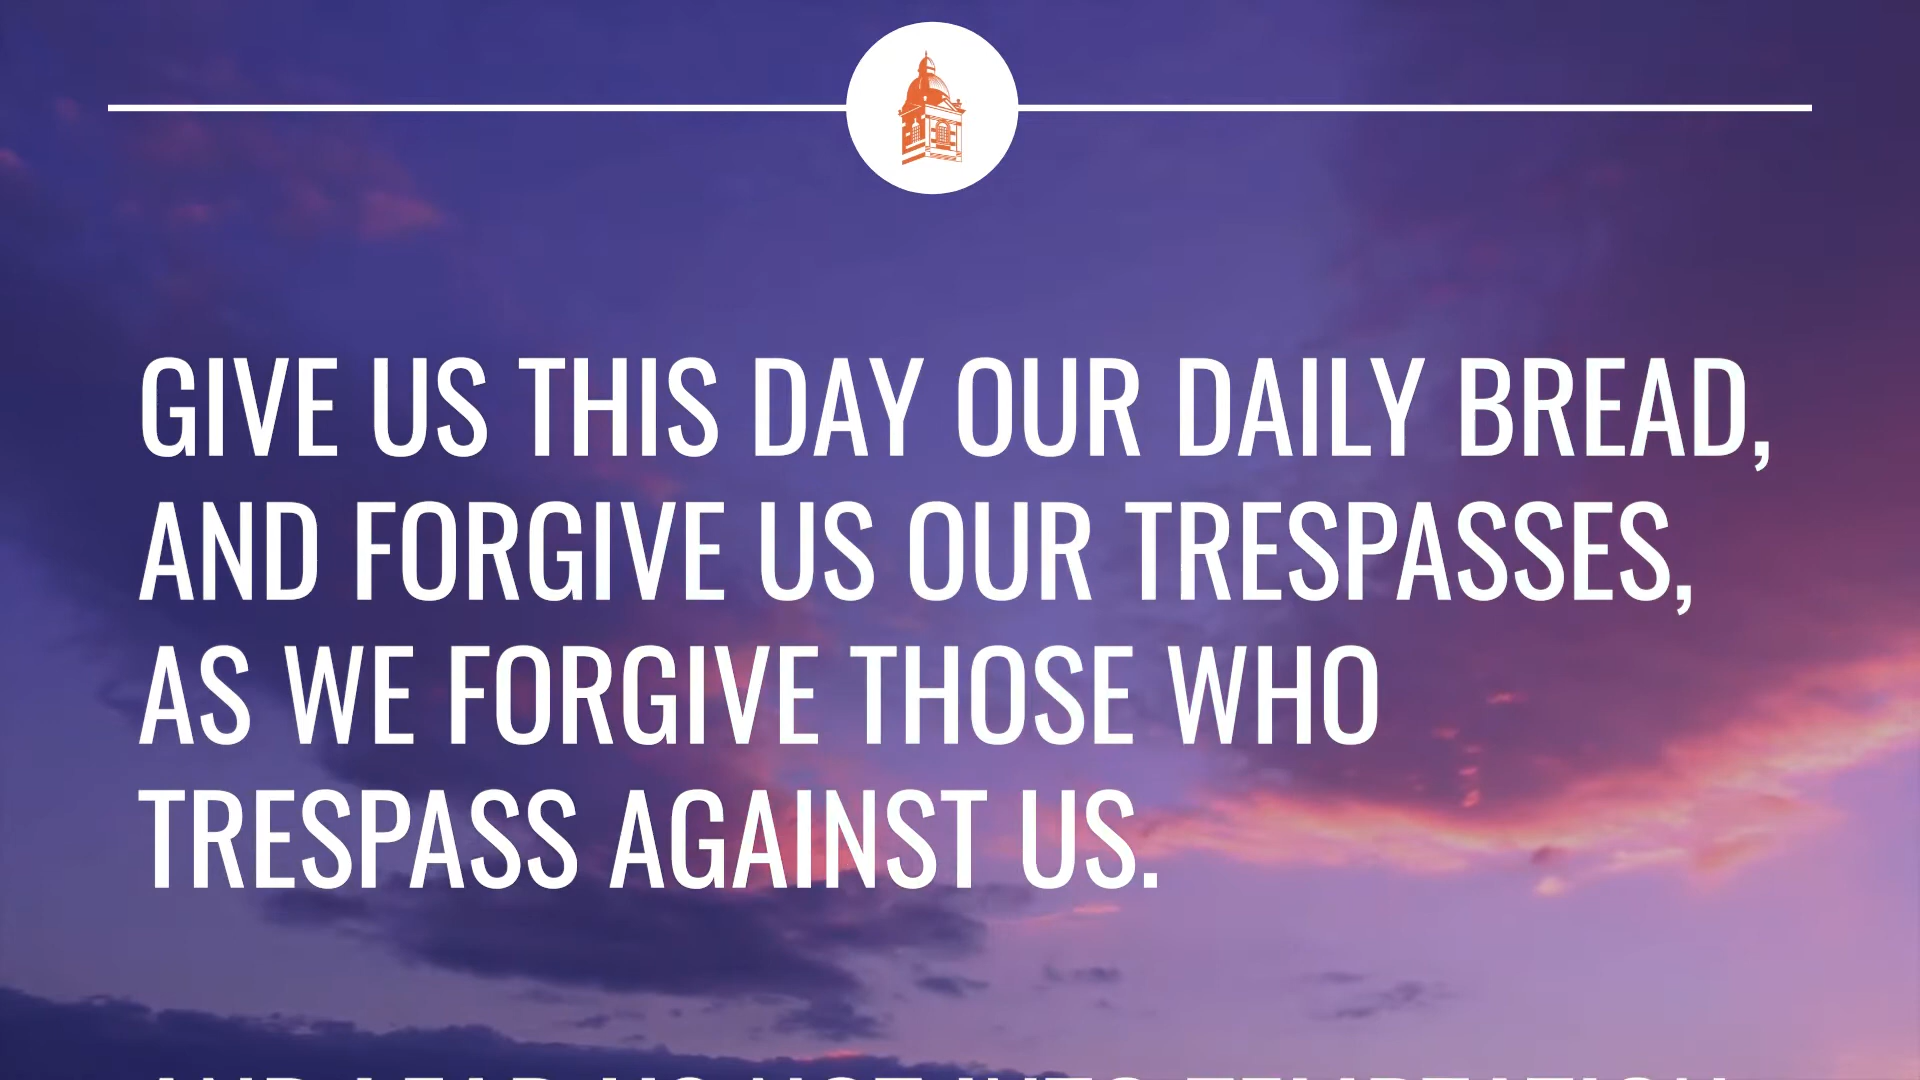 GIVE US THIS DAY OUR DAILY BREAD,
AND FORGIVE US OUR TRESPASSES,
AS WE FORGIVE THOSE WHO
TRESPASS AGAINST US.